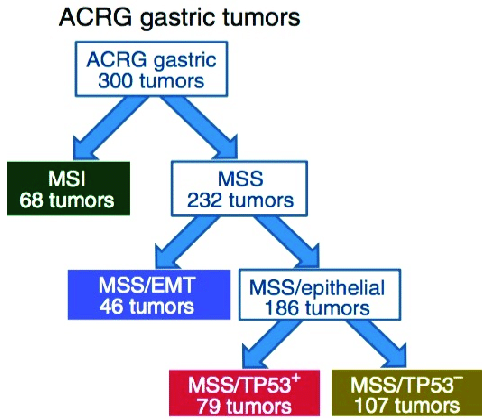 ACRG gastric tumors
ACRG gastric
300 tumors
MSI
68 tumors
MSS
232 tumors
MSS/EMT
46 tumors
MSS/epithelial
186 tumors
MSS/TP53⁺
79 tumors
MSS/TP53⁻
107 tumors